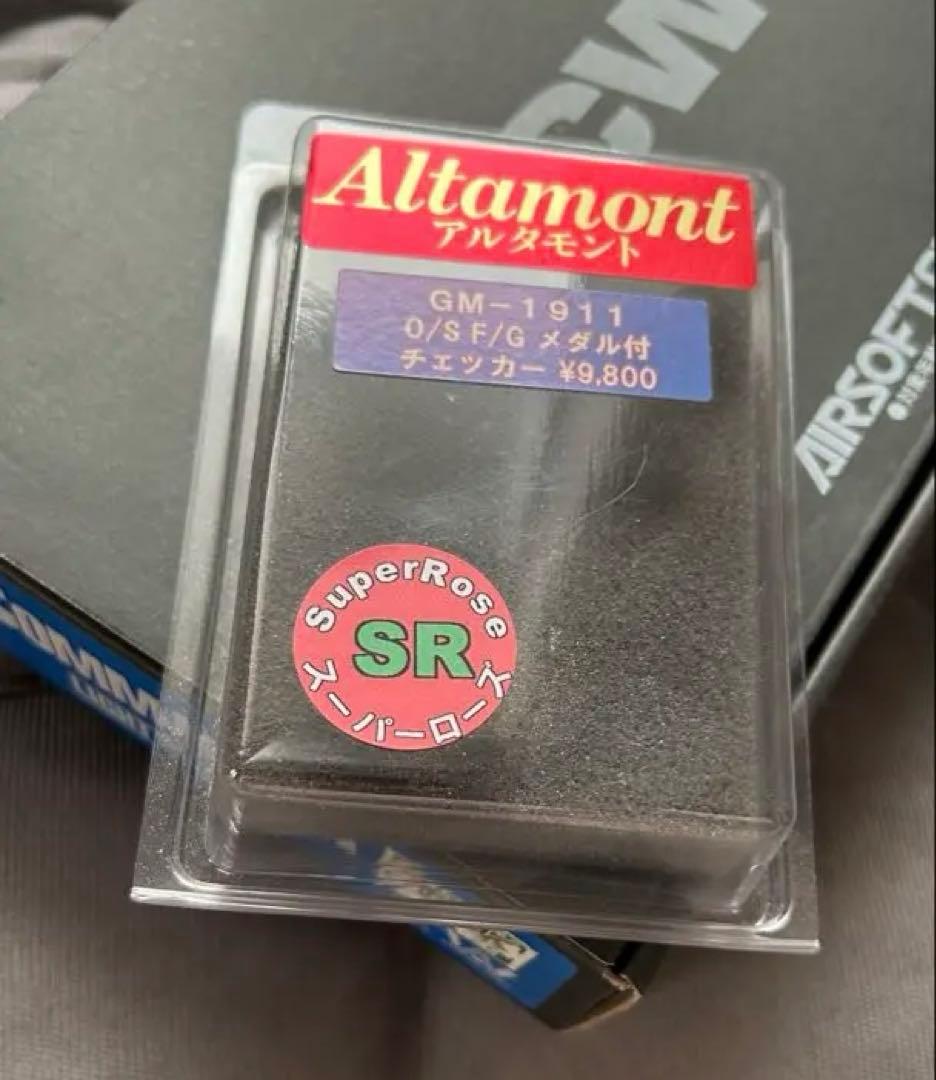 CW
Altamont
アルタモント
GM-1911
O/S F/G メダル付
チェッカー ¥9,800
AIRSOFT
SuperRose
SR
スーパーローズ